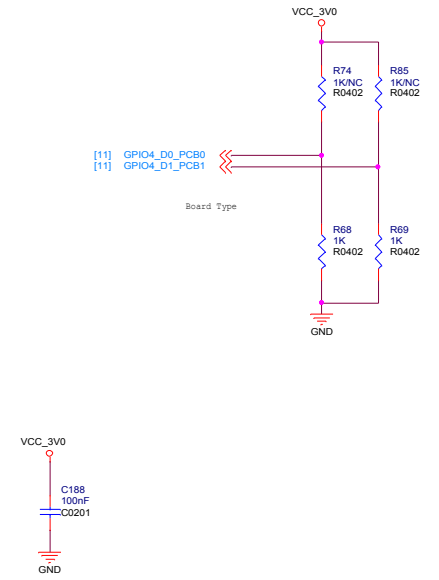 VCC_3V0
R74 R85
1K/NC 1K/NC
R0402 R0402
[11] GPIO4_D0_PCB0
[11] GPIO4_D1_PCB1
Board Type
R68 R69
1K 1K
R0402 R0402
GND
VCC_3V0
C188
100nF
C0201
GND